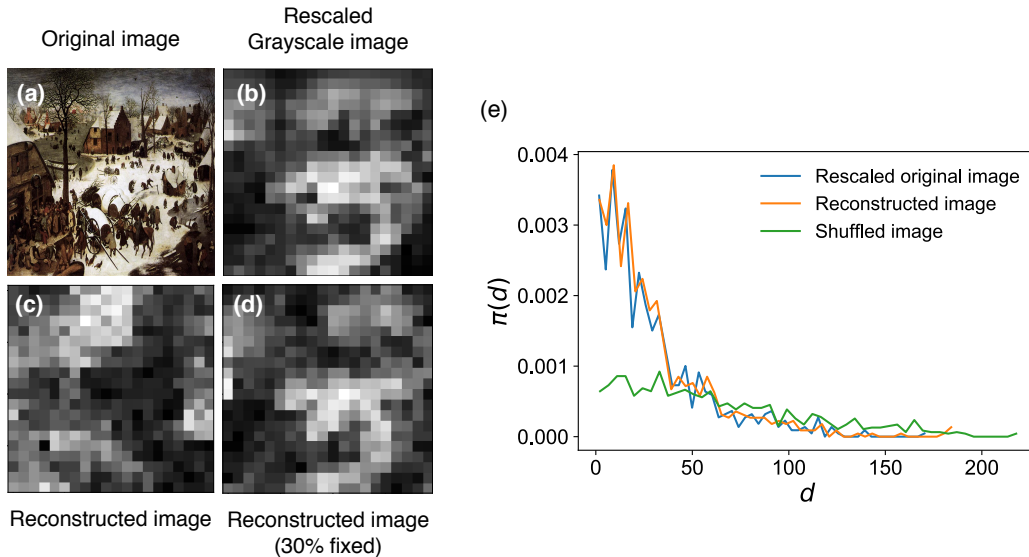 Original image
Rescaled
Grayscale image
(a)
(b)
(c)
(d)
Reconstructed image
Reconstructed image
(30% fixed)
(e)
0.004
0.003
0.002
0.001
0.000
π(d)
Rescaled original image
Reconstructed image
Shuffled image
0
50
100
150
200
d